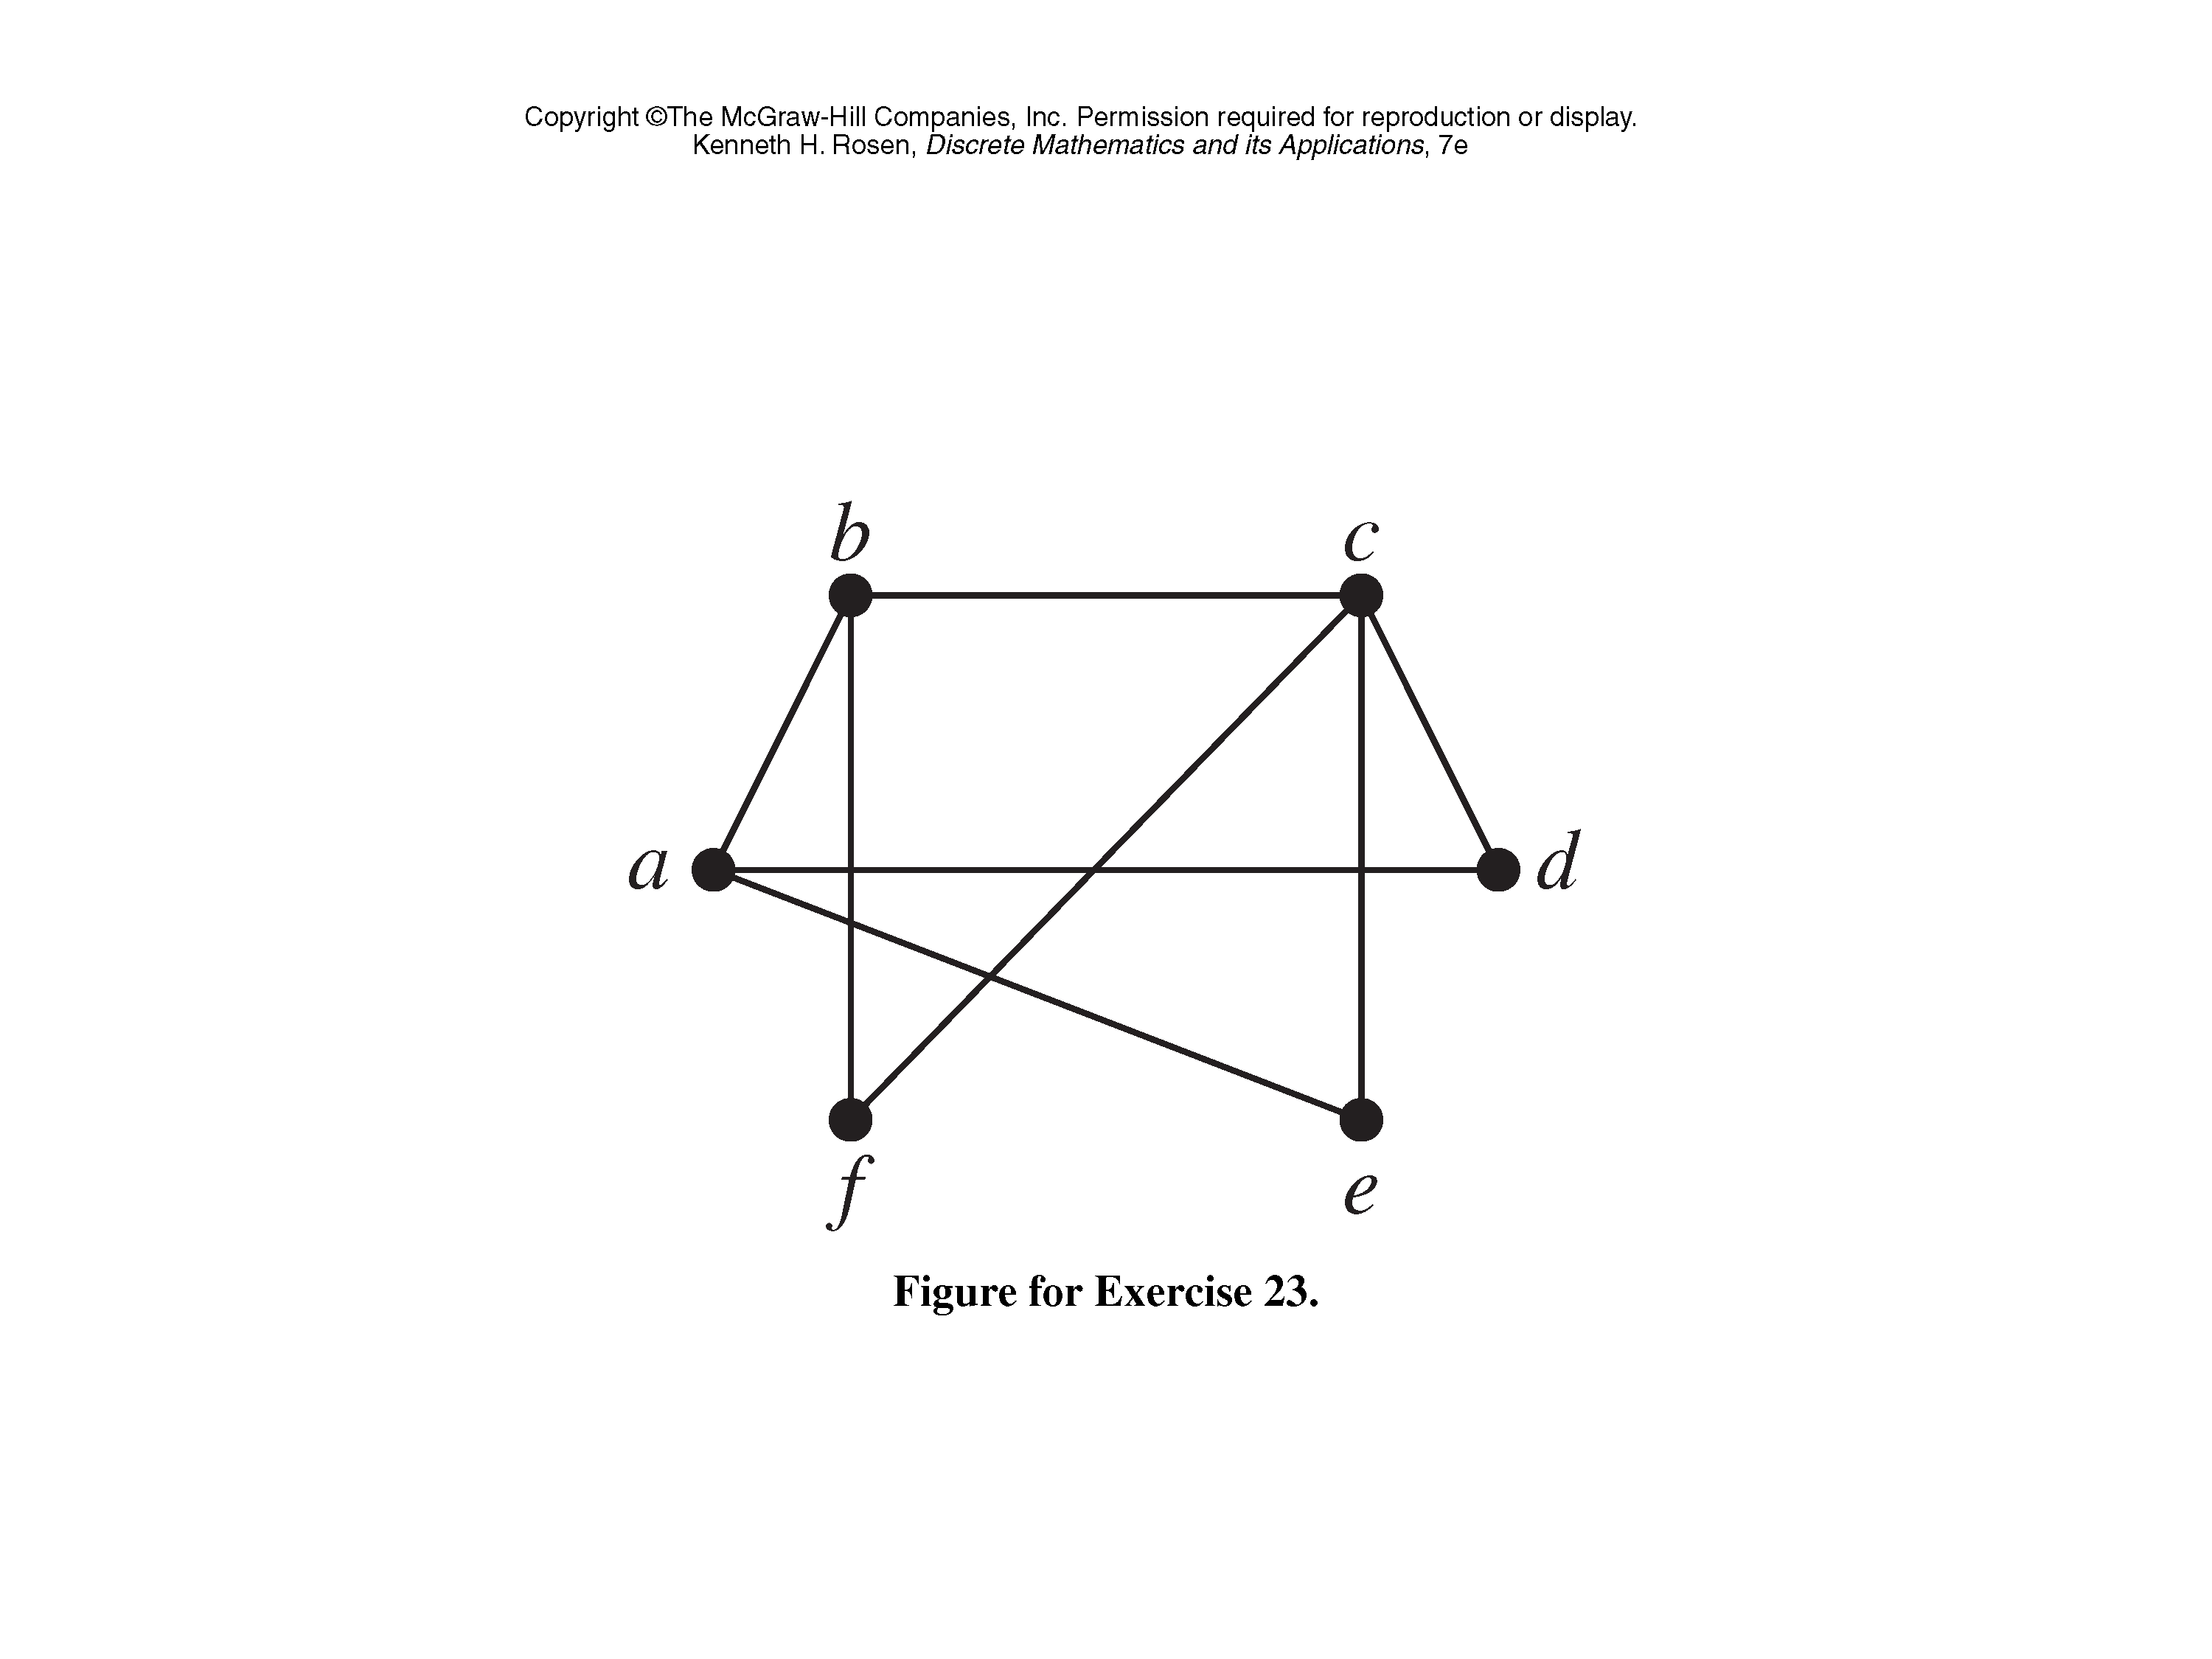 Copyright ©The McGraw-Hill Companies, Inc. Permission required for reproduction or display.
Kenneth H. Rosen, Discrete Mathematics and its Applications, 7e
b
c
a
d
f
e
Figure for Exercise 23.